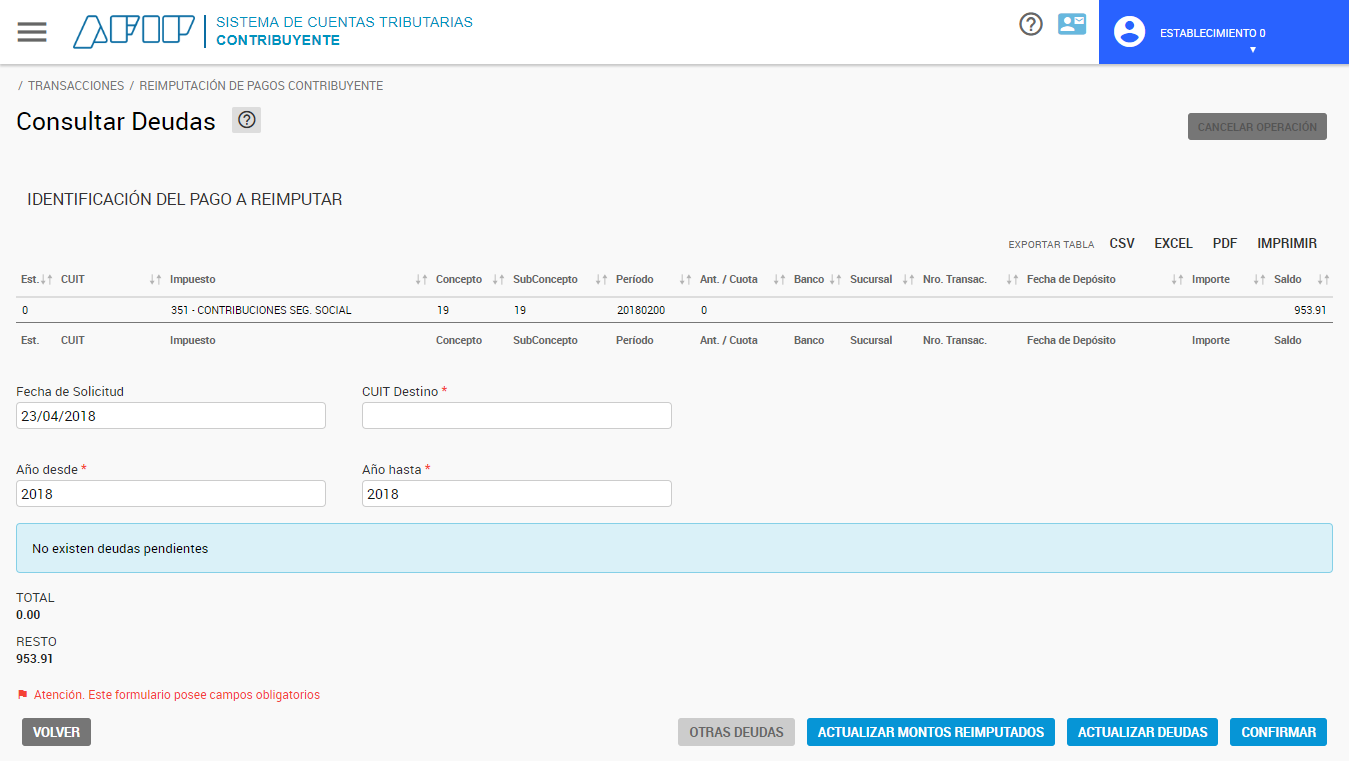 AFIP
SISTEMA DE CUENTAS TRIBUTARIAS
CONTRIBUYENTE
ESTABLECIMIENTO 0
/ TRANSACCIONES / REIMPUTACIÓN DE PAGOS CONTRIBUYENTE
Consultar Deudas
CANCELAR OPERACIÓN
IDENTIFICACIÓN DEL PAGO A REIMPUTAR
EXPORTAR TABLA CSV EXCEL PDF IMPRIMIR
Est. CUIT Impuesto Concepto SubConcepto Período Ant. / Cuota Banco Sucursal Nro. Transac. Fecha de Depósito Importe Saldo
0 351 - CONTRIBUCIONES SEG. SOCIAL 19 19 20180200 0 953.91
Est. CUIT Impuesto Concepto SubConcepto Período Ant. / Cuota Banco Sucursal Nro. Transac. Fecha de Depósito Importe Saldo
Fecha de Solicitud CUIT Destino *
23/04/2018
Año desde * Año hasta *
2018 2018
No existen deudas pendientes
TOTAL
0.00
RESTO
953.91
Atención. Este formulario posee campos obligatorios
VOLVER OTRAS DEUDAS ACTUALIZAR MONTOS REIMPUTADOS ACTUALIZAR DEUDAS CONFIRMAR